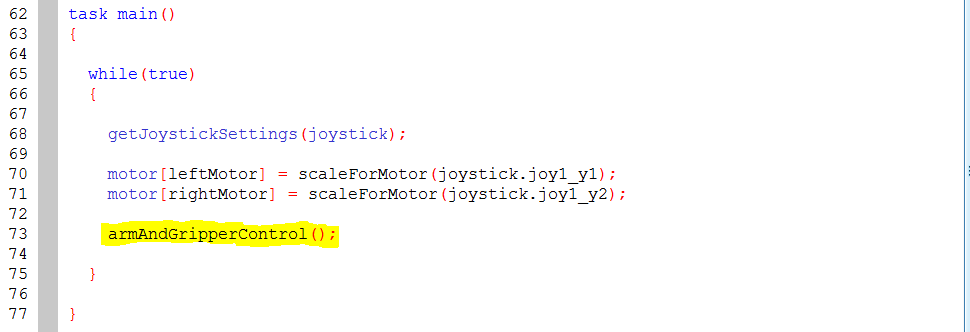 62 task main()
63 {
64
65 while(true)
66 {
67
68 getJoystickSettings(joystick);
69
70 motor[leftMotor] = scaleForMotor(joystick.joy1_y1);
71 motor[rightMotor] = scaleForMotor(joystick.joy1_y2);
72
73 armAndGripperControl();
74
75 }
76
77 }